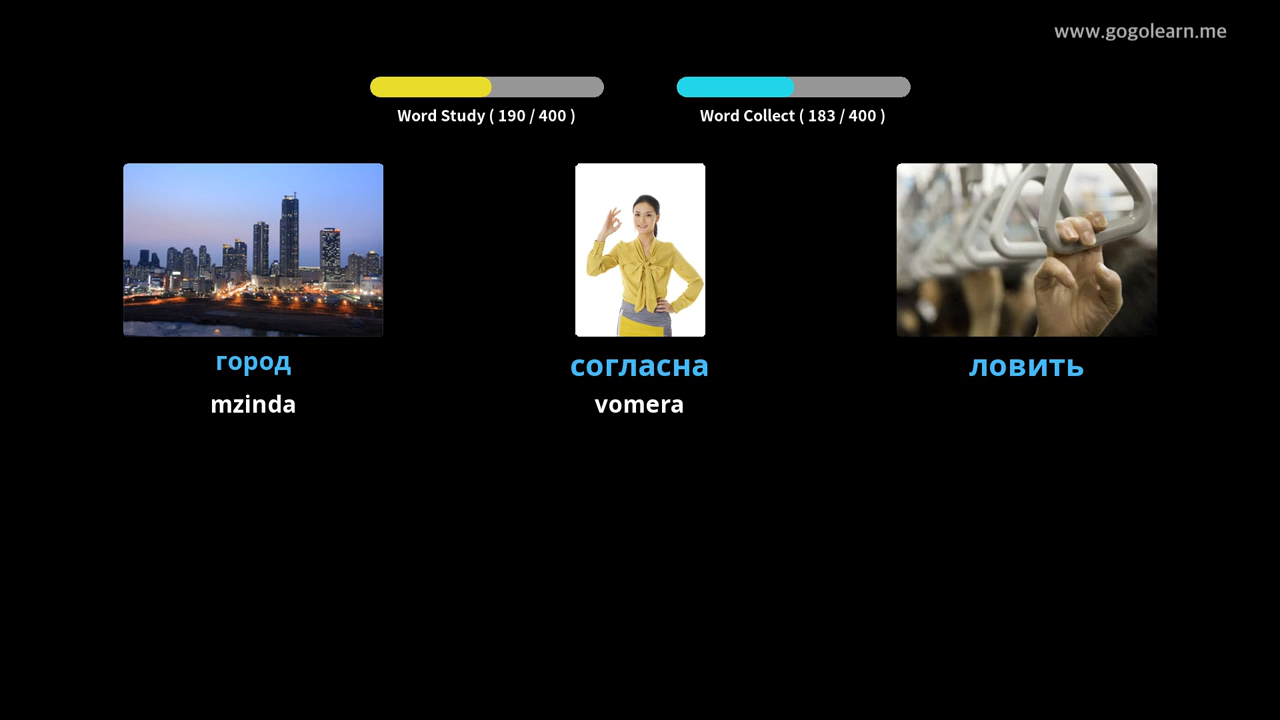 www.gogolearn.me
Word Study ( 190 / 400 )
Word Collect ( 183 / 400 )
город
согласна
ловить
mzinda
vomera